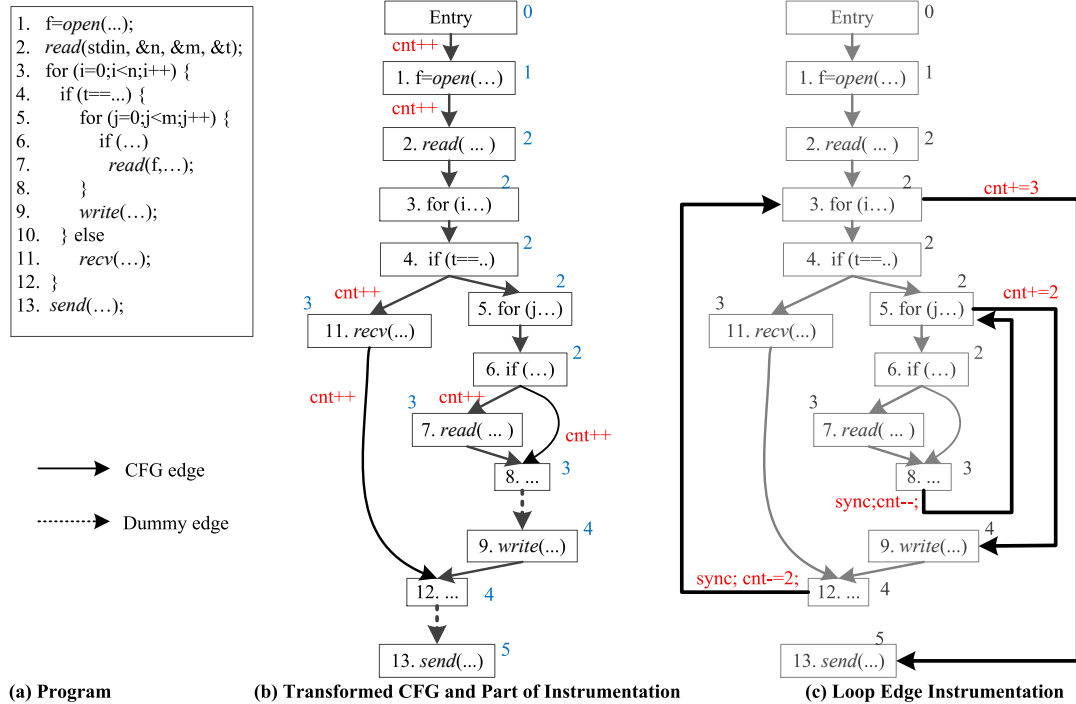 1. f=open(...);
2. read(stdin, &n, &m, &t);
3. for (i=0;i<n;i++) {
4. if (t==...) {
5. for (j=0;j<m;j++) {
6. if (…)
7. read(f,…);
8. }
9. write(…);
10. } else
11. recv(…);
12. }
13. send(…);
CFG edge
Dummy edge
(a) Program
Entry
0
cnt++
1. f=open(…)
1
cnt++
2. read( ... )
2
3. for (i…)
2
4. if (t==..)
2
cnt++
3
11. recv(...)
2
5. for (j…)
6. if (…)
2
cnt++
cnt++
3
7. read( ... )
cnt++
8. ...
3
9. write(...)
4
12. ...
4
13. send(...)
5
(b) Transformed CFG and Part of Instrumentation
Entry
0
1. f=open(…)
1
2. read( ... )
2
3. for (i…)
2
cnt+=3
4. if (t==..)
2
3
11. recv(...)
2
5. for (j…)
cnt+=2
6. if (…)
2
3
7. read( ... )
8. ...
3
sync;cnt--;
9. write(...)
4
sync; cnt-=2;
12. ...
4
13. send(...)
5
(c) Loop Edge Instrumentation